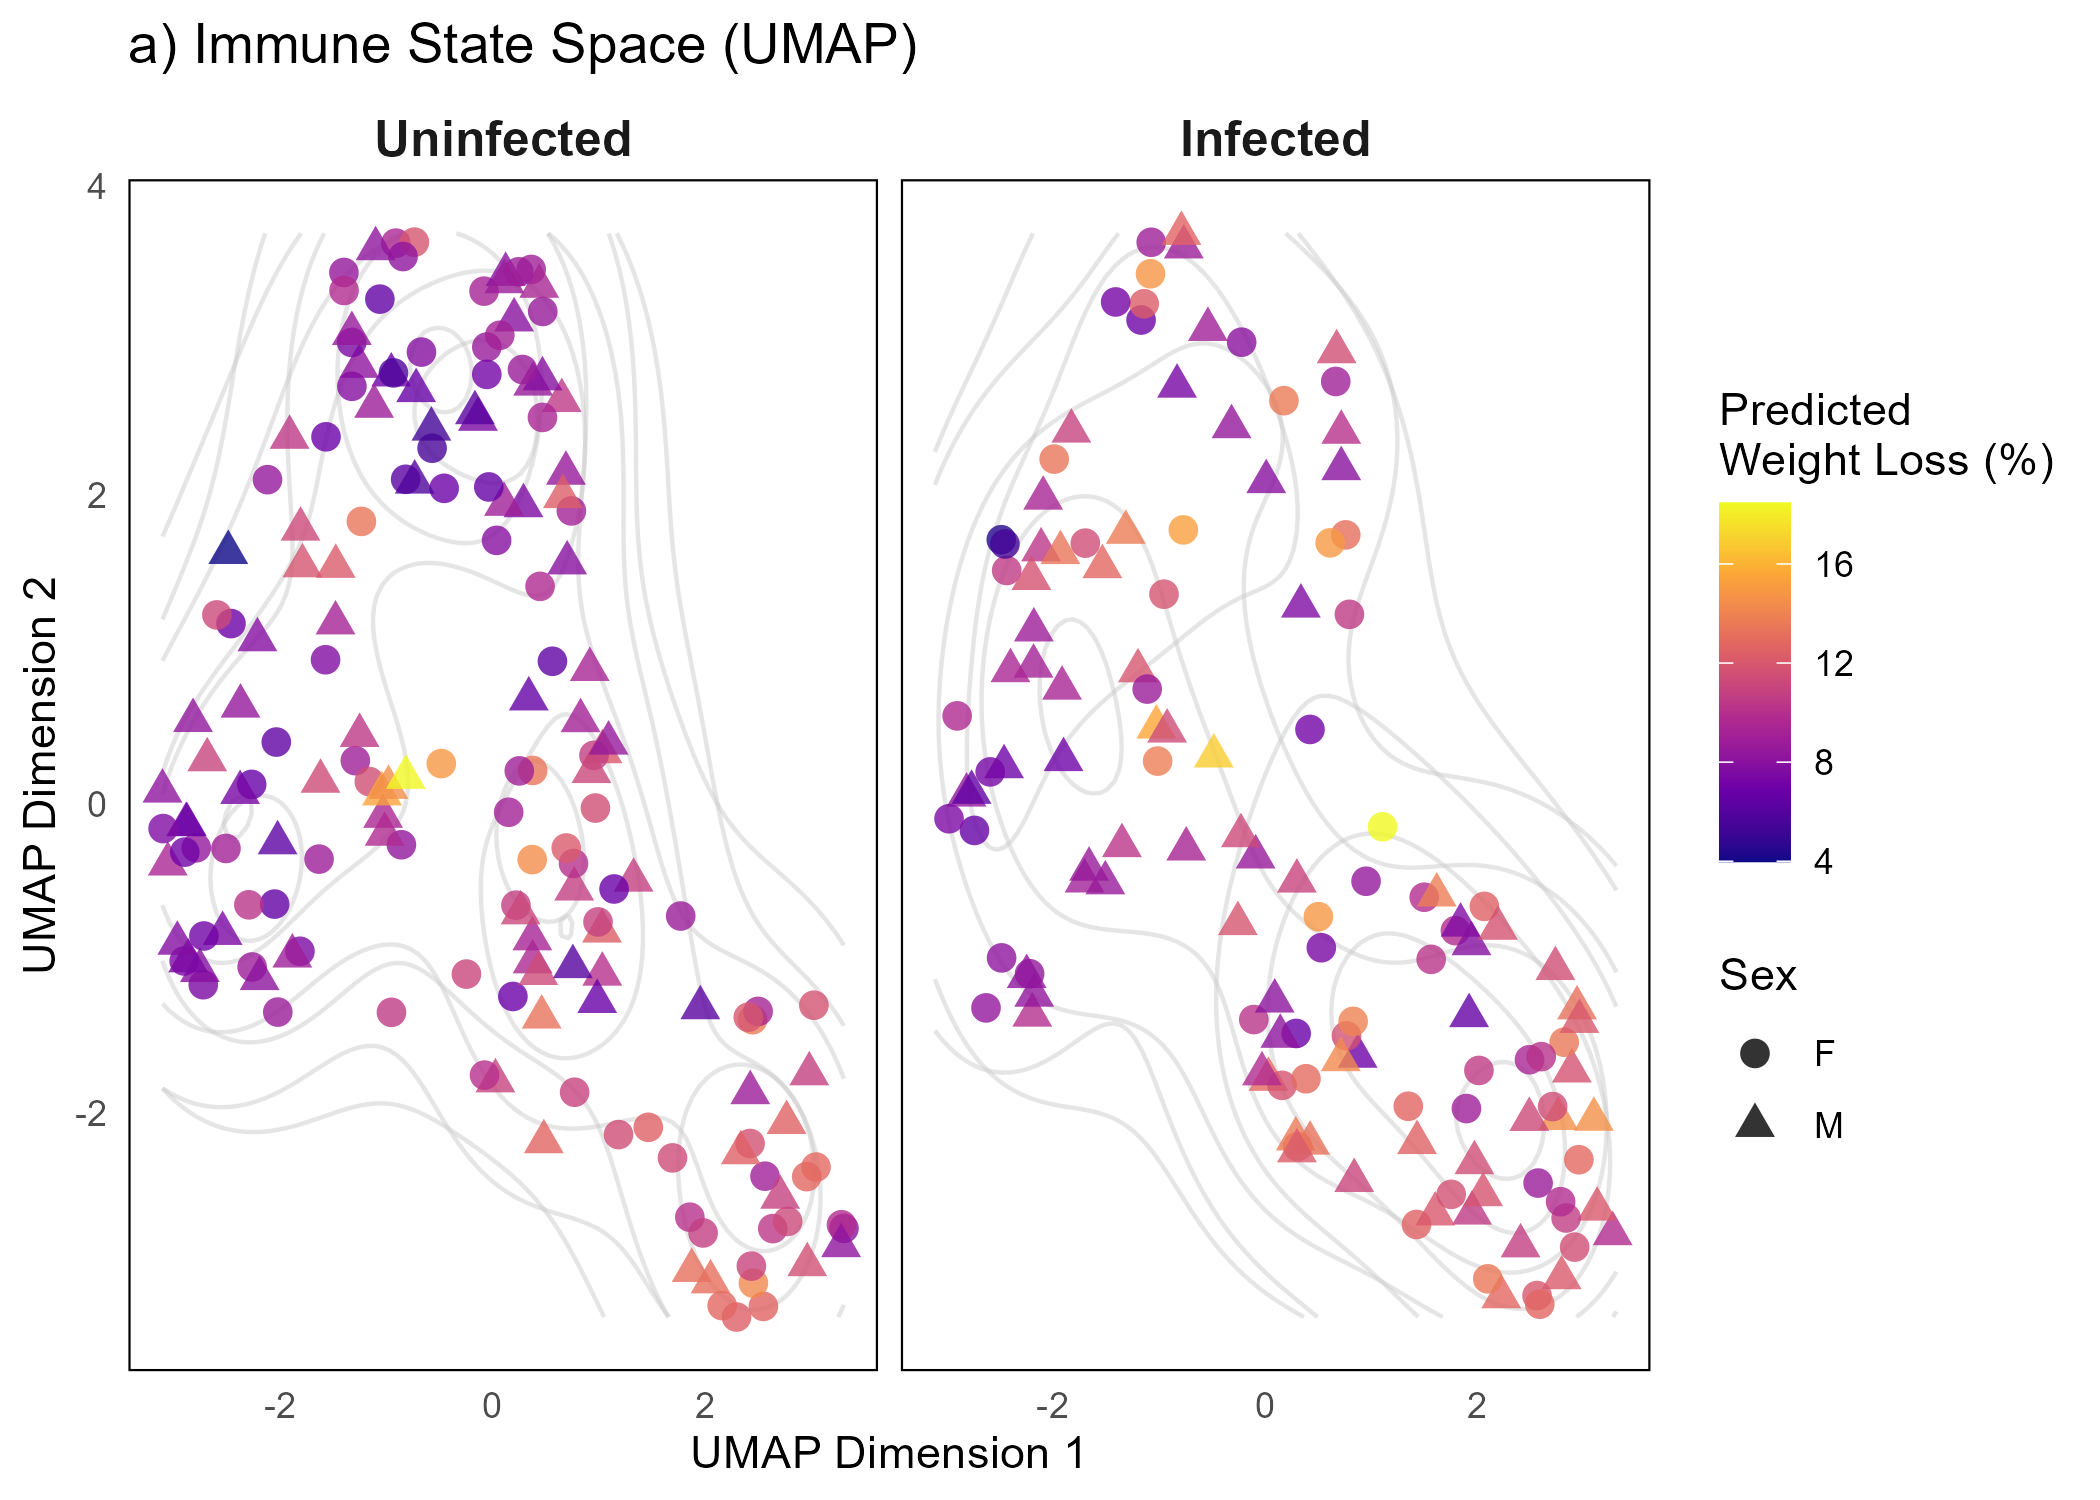 a) Immune State Space (UMAP)
Uninfected
Infected
4
2
0
-2
UMAP Dimension 2
-2
0
2
-2
0
2
UMAP Dimension 1
Predicted
Weight Loss (%)
16
12
8
4
Sex
F
M